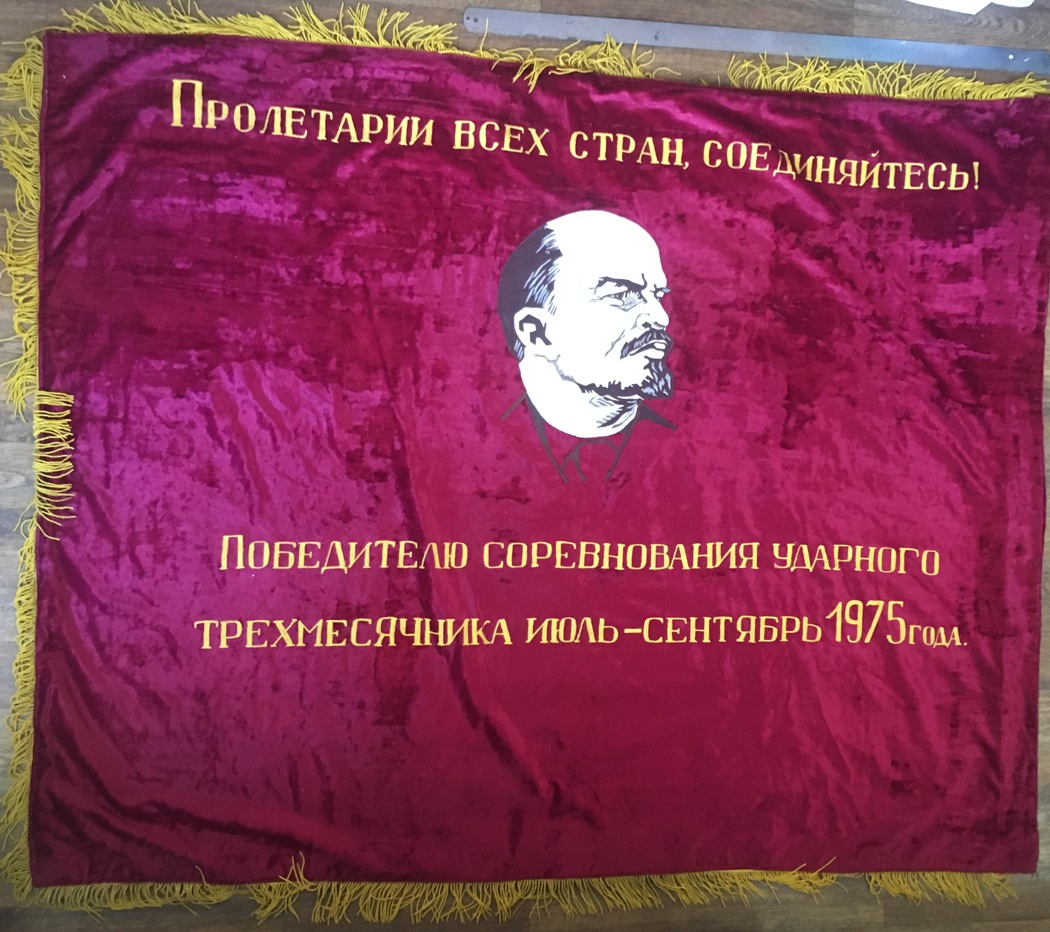 Пролетарии всех стран, соединяйтесь!
Победителю соревнования ударного
трехмесячника июль-сентябрь 1975 года.